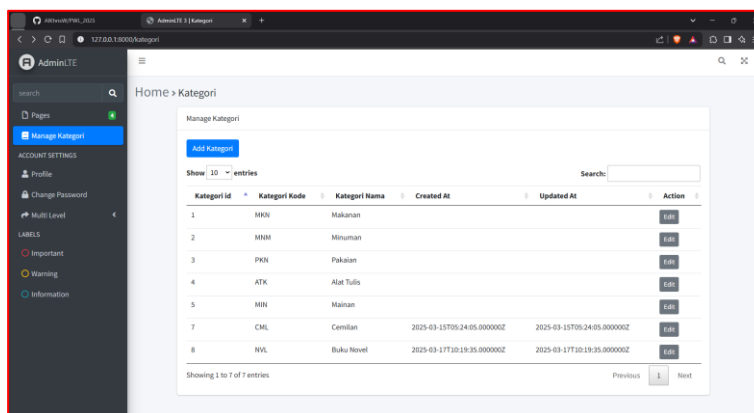 AthrisW/PWL_2025
AdminLTE 3 | Kategori
127.0.0.1:8000/kategori
AdminLTE
search
Pages
4
Manage Kategori
ACCOUNT SETTINGS
Profile
Change Password
Multi Level
LABELS
Important
Warning
Information
Home > Kategori
Manage Kategori
Add Kategori
Show 10 entries
Search:
Kategori id Kategori Kode Kategori Nama Created At Updated At Action
1 MKN Makanan Edit
2 MNM Minuman Edit
3 PKN Pakaian Edit
4 ATK Alat Tulis Edit
5 MIN Mainan Edit
7 CML Cemilan 2025-03-15T05:24:05.000000Z 2025-03-15T05:24:05.000000Z Edit
8 NVL Buku Novel 2025-03-17T10:19:35.000000Z 2025-03-17T10:19:35.000000Z Edit
Showing 1 to 7 of 7 entries
Previous 1 Next